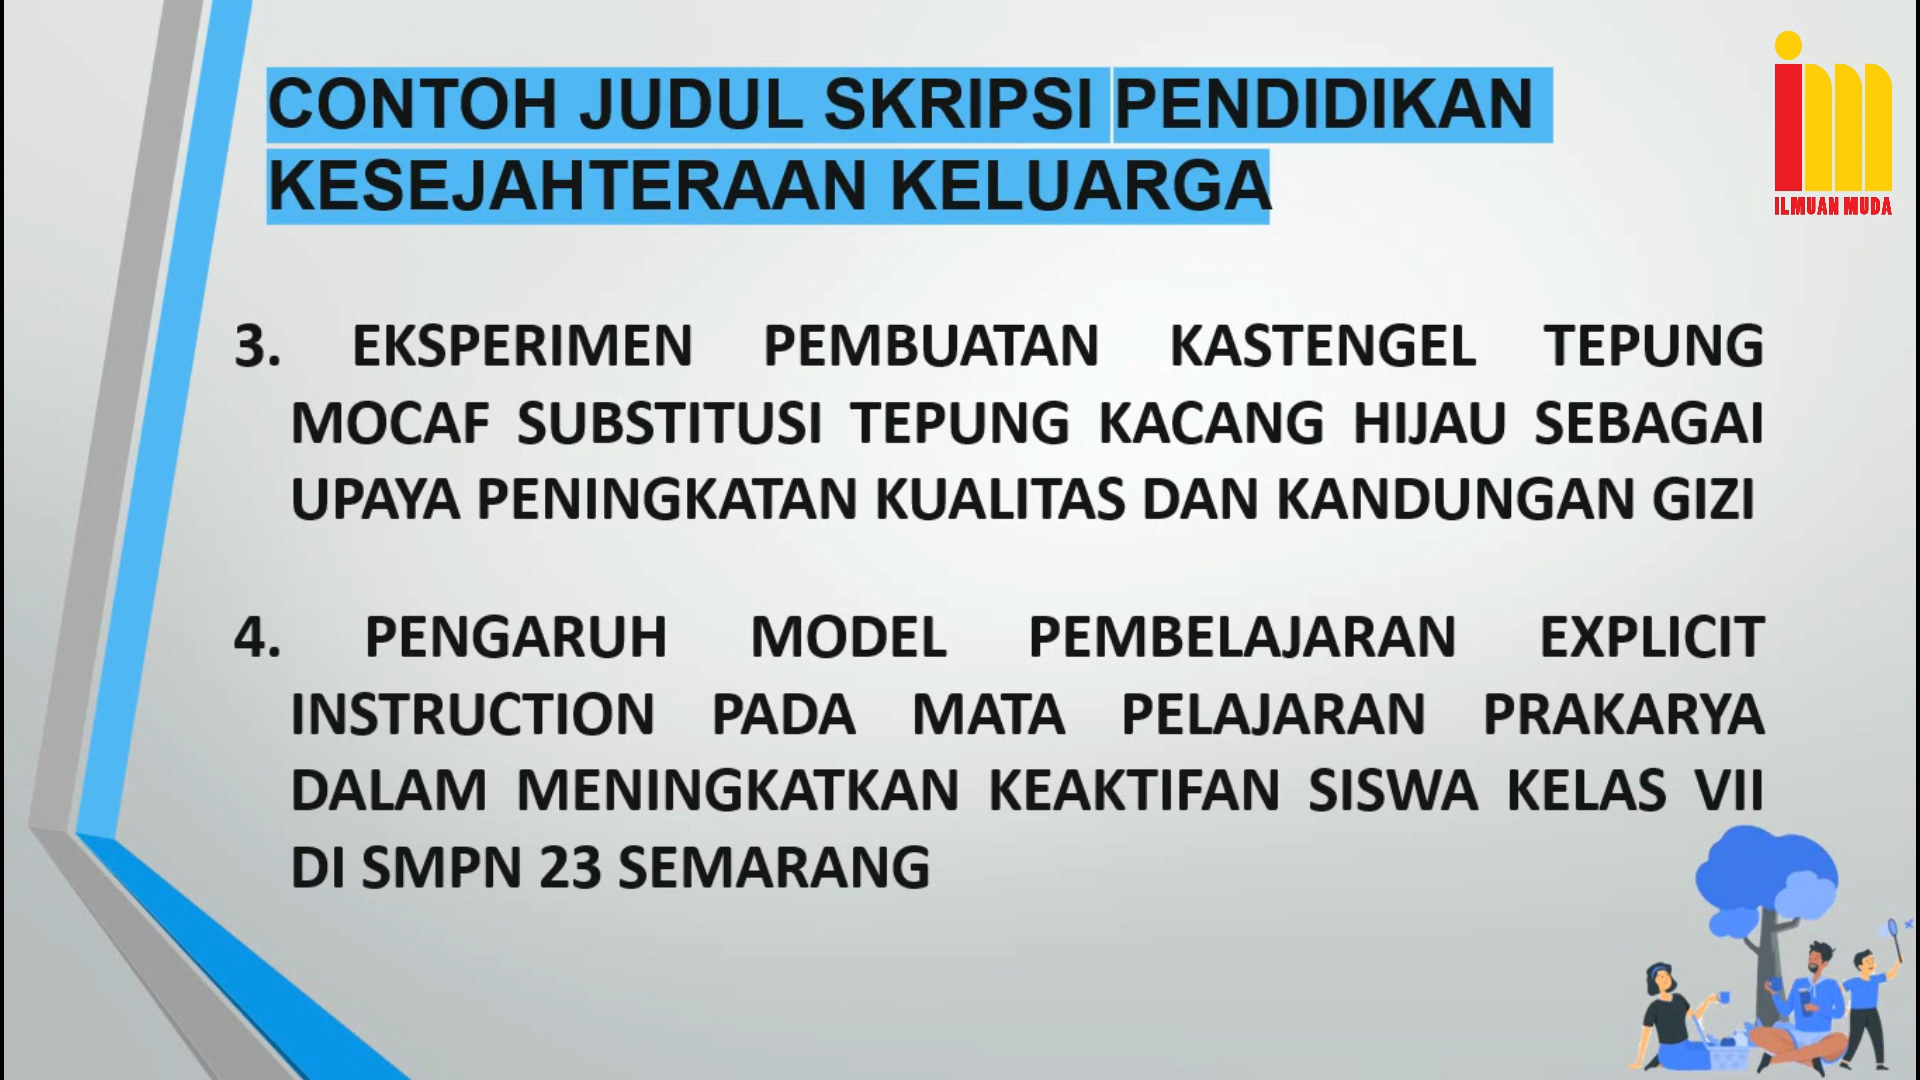 CONTOH JUDUL SKRIPSI PENDIDIKAN
KESEJAHTERAAN KELUARGA
ILMUAN MUDA
3. EKSPERIMEN PEMBUATAN KASTENGEL TEPUNG
MOCAF SUBSTITUSI TEPUNG KACANG HIJAU SEBAGAI
UPAYA PENINGKATAN KUALITAS DAN KANDUNGAN GIZI
4. PENGARUH MODEL PEMBELAJARAN EXPLICIT
INSTRUCTION PADA MATA PELAJARAN PRAKARYA
DALAM MENINGKATKAN KEAKTIFAN SISWA KELAS VII
DI SMPN 23 SEMARANG